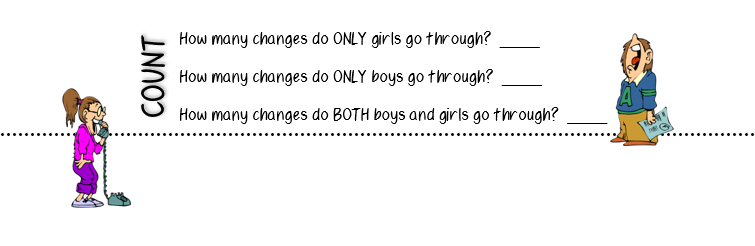 COUNT
How many changes do ONLY girls go through? _____
How many changes do ONLY boys go through? _____
How many changes do BOTH boys and girls go through? _____
A